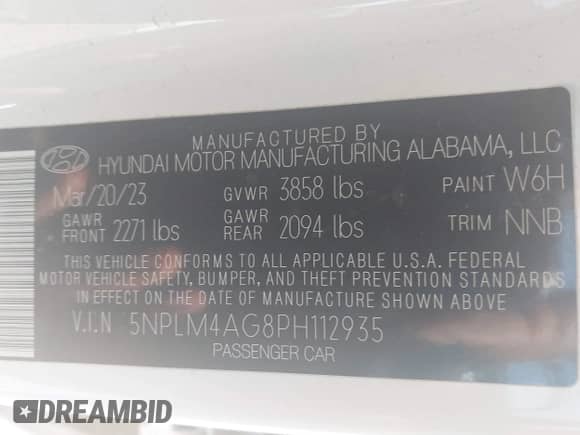 MANUFACTURED BY
HYUNDAI MOTOR MANUFACTURING ALABAMA, LLC
Mar/20/23 GVWR 3858 lbs PAINT W6H
GAWR FRONT 2271 lbs GAWR REAR 2094 lbs TRIM NNB
THIS VEHICLE CONFORMS TO ALL APPLICABLE U.S.A. FEDERAL
MOTOR VEHICLE SAFETY, BUMPER, AND THEFT PREVENTION STANDARDS
IN EFFECT ON THE DATE OF MANUFACTURE SHOWN ABOVE
V.I.N 5NPLM4AG8PH112935
PASSENGER CAR
DREAMBID